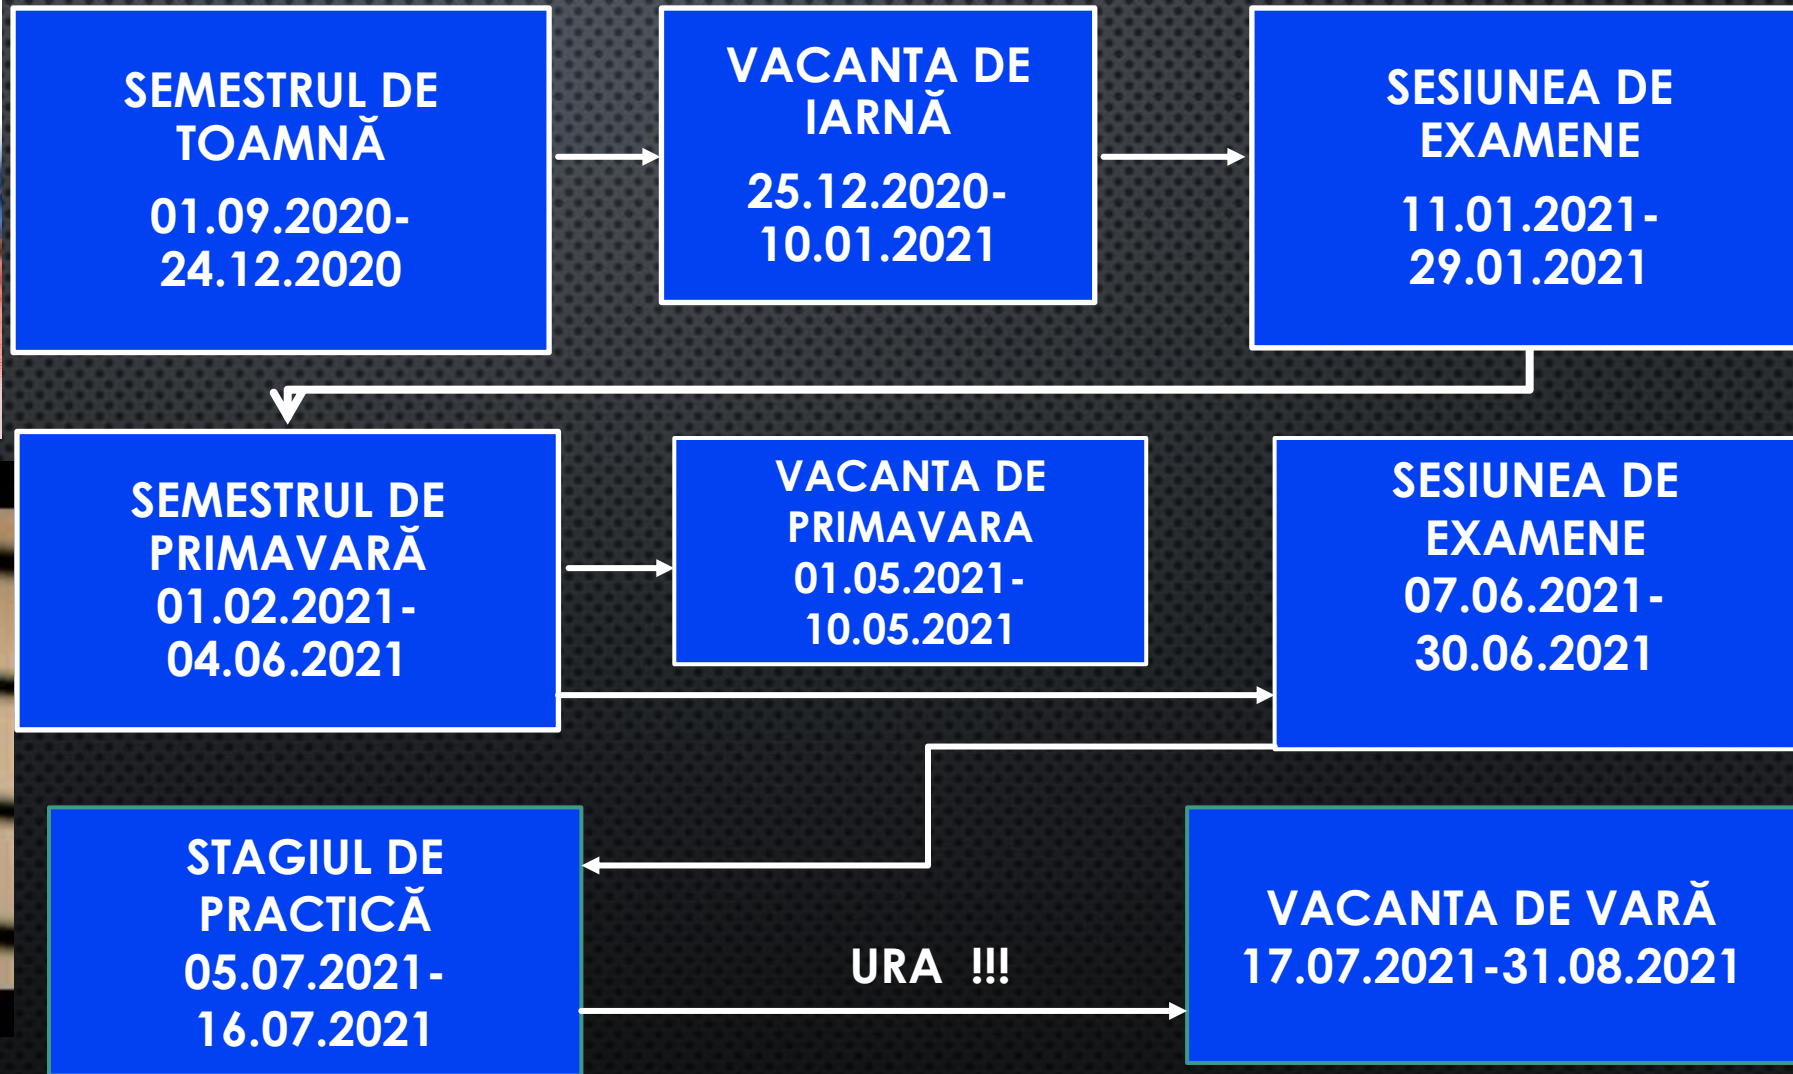 SEMESTRUL DE
TOAMNĂ
01.09.2020-
24.12.2020
VACANTA DE
IARNĂ
25.12.2020-
10.01.2021
SESIUNEA DE
EXAMENE
11.01.2021-
29.01.2021
SEMESTRUL DE
PRIMAVARĂ
01.02.2021-
04.06.2021
VACANTA DE
PRIMAVARA
01.05.2021-
10.05.2021
SESIUNEA DE
EXAMENE
07.06.2021-
30.06.2021
STAGIUL DE
PRACTICĂ
05.07.2021-
16.07.2021
URA !!!
VACANTA DE VARĂ
17.07.2021-31.08.2021